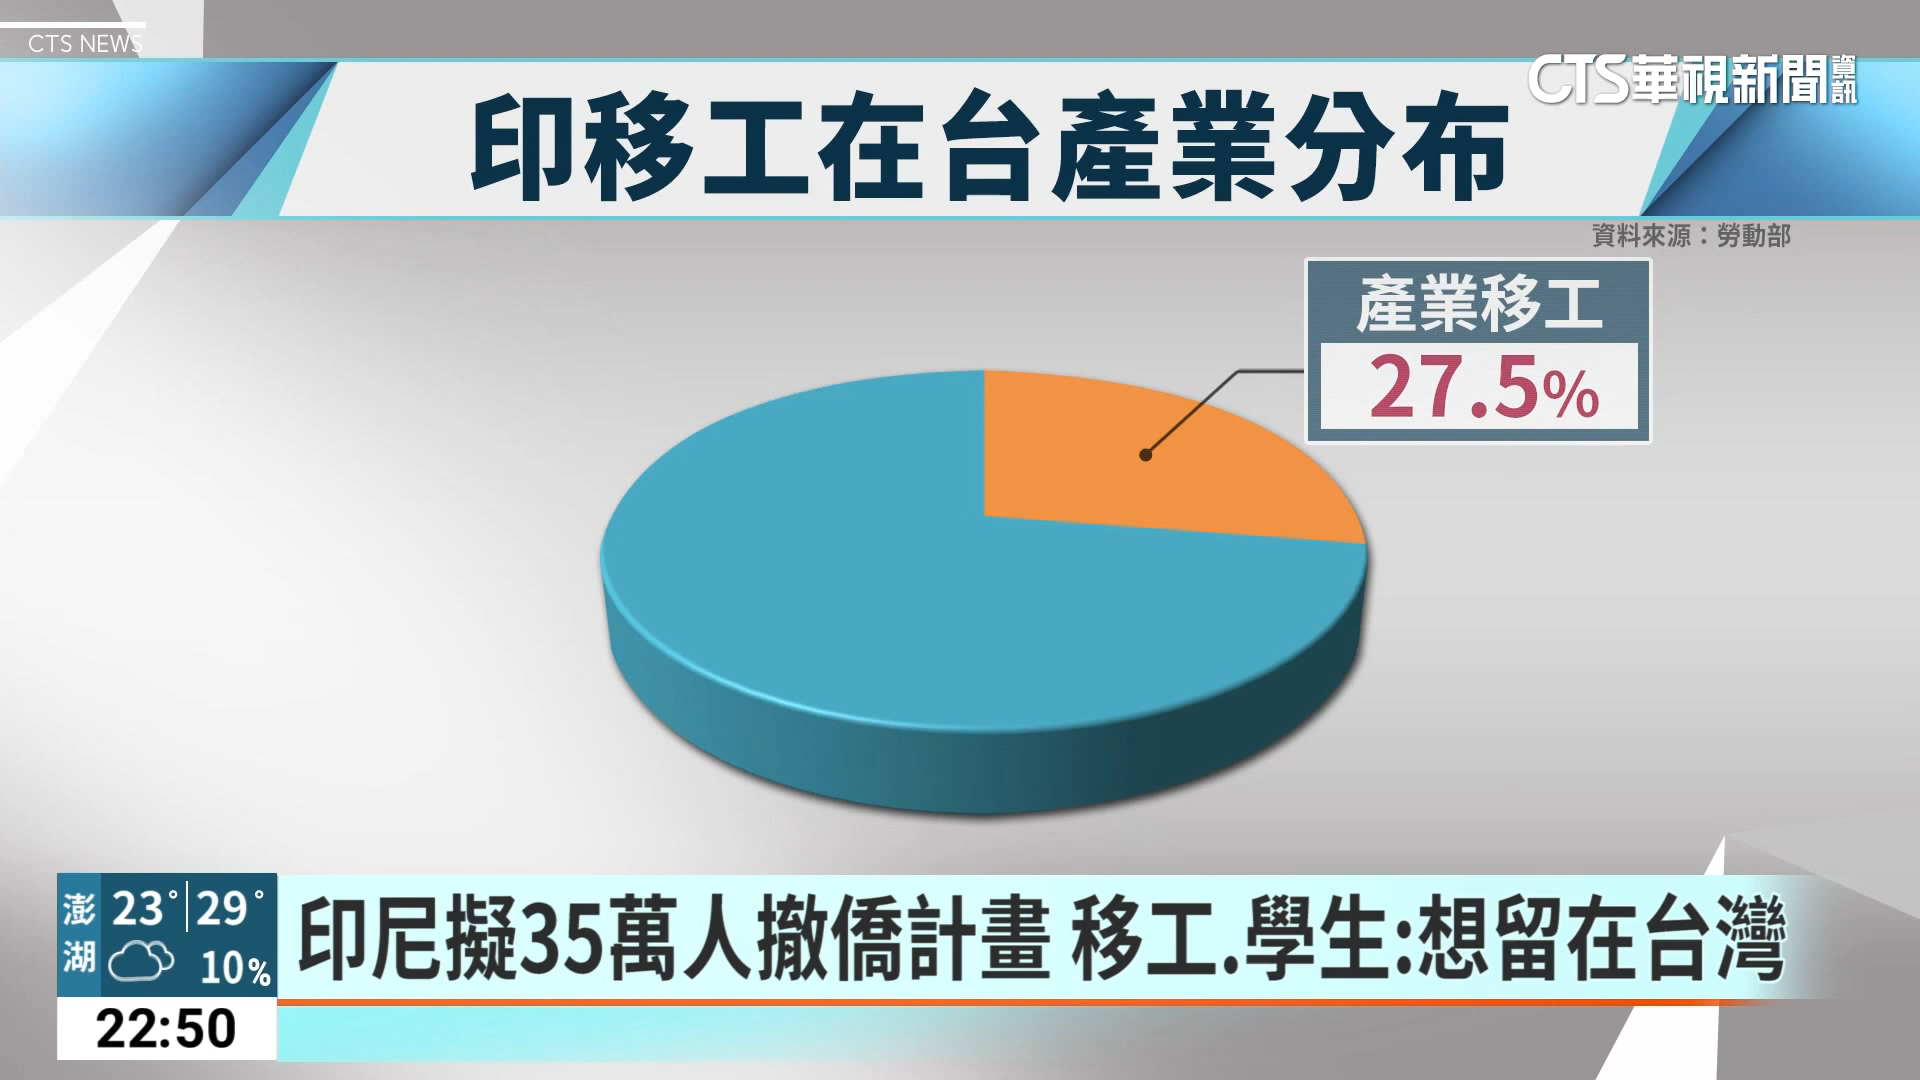 CTS NEWS
CTS華視新聞資訊
印移工在台產業分布
資料來源：勞動部
產業移工
27.5%
澎湖
23° 29°
10%
22:50
印尼擬35萬人撤僑計畫 移工.學生:想留在台灣